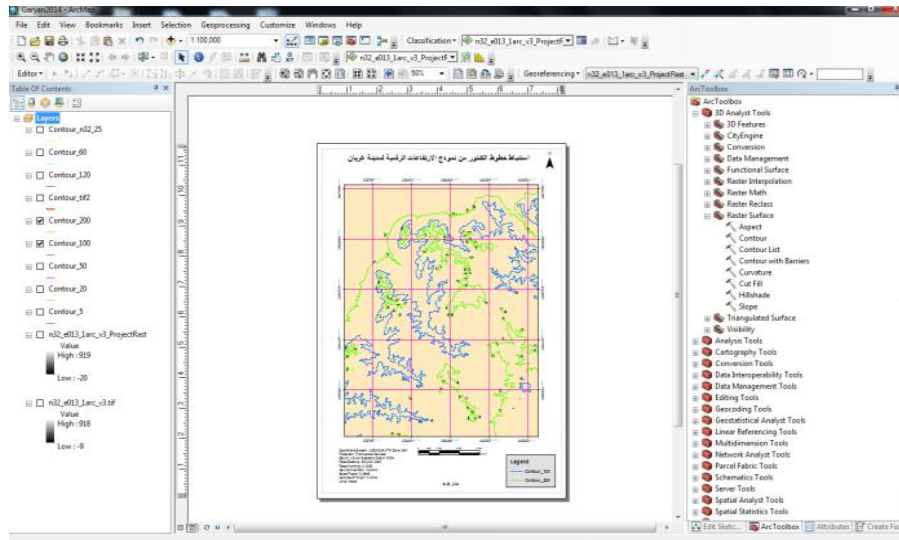 Garyan2014 - ArcMap
File Edit View Bookmarks Insert Selection Geoprocessing Customize Windows Help
1:100,000
Classification
n32_e013_1arc_v3_ProjectF
n32_e013_1arc_v3_ProjectF
Editor
50%
Georeferencing
n32_e013_1arc_v3_ProjectRast
Table Of Contents
Layers
Contour_n32_25
Contour_60
Contour_120
Contour_tif2
Contour_200
Contour_100
Contour_50
Contour_20
Contour_5
n32_e013_1arc_v3_ProjectRast
Value
High : 919
Low : -20
n32_e013_1arc_v3.tif
Value
High : 918
Low : -9
استنباط خطوط الكنتور من نموذج الارتفاعات الرقمية لمدينة غريان
Legend
Contour_100
Contour_200
ArcToolbox
ArcToolbox
3D Analyst Tools
3D Features
CityEngine
Conversion
Data Management
Functional Surface
Raster Interpolation
Raster Math
Raster Reclass
Raster Surface
Aspect
Contour
Contour List
Contour with Barriers
Curvature
Cut Fill
Hillshade
Slope
Triangulated Surface
Visibility
Analysis Tools
Cartography Tools
Conversion Tools
Data Interoperability Tools
Data Management Tools
Editing Tools
Geocoding Tools
Geostatistical Analyst Tools
Linear Referencing Tools
Multidimension Tools
Network Analyst Tools
Parcel Fabric Tools
Schematics Tools
Server Tools
Spatial Analyst Tools
Spatial Statistics Tools
Edit Sketc... ArcToolbox Attributes Create Fe